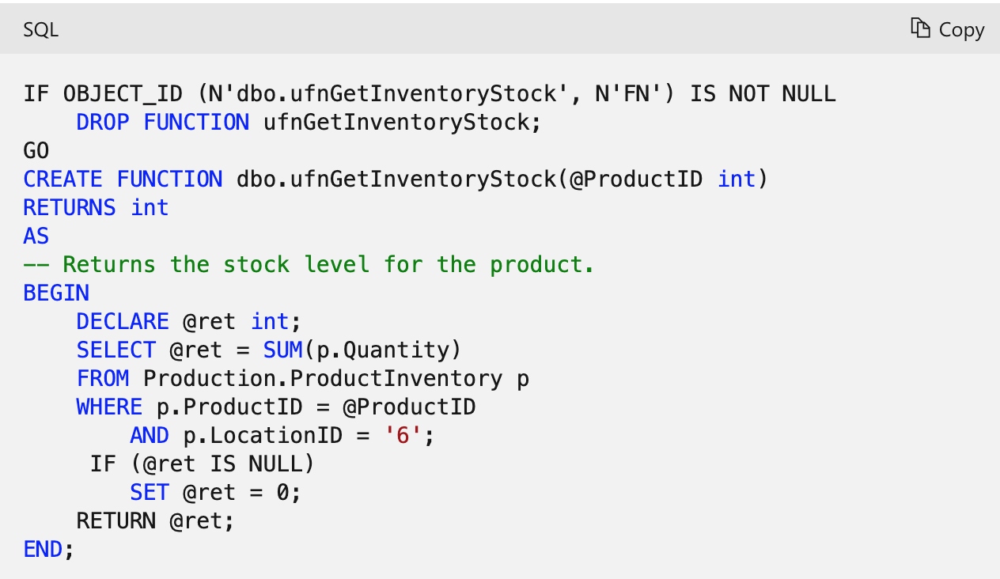 SQL
Copy
IF OBJECT_ID (N'dbo.ufnGetInventoryStock', N'FN') IS NOT NULL
    DROP FUNCTION ufnGetInventoryStock;
GO
CREATE FUNCTION dbo.ufnGetInventoryStock(@ProductID int)
RETURNS int
AS
-- Returns the stock level for the product.
BEGIN
    DECLARE @ret int;
    SELECT @ret = SUM(p.Quantity)
    FROM Production.ProductInventory p
    WHERE p.ProductID = @ProductID
        AND p.LocationID = '6';
     IF (@ret IS NULL)
        SET @ret = 0;
    RETURN @ret;
END;